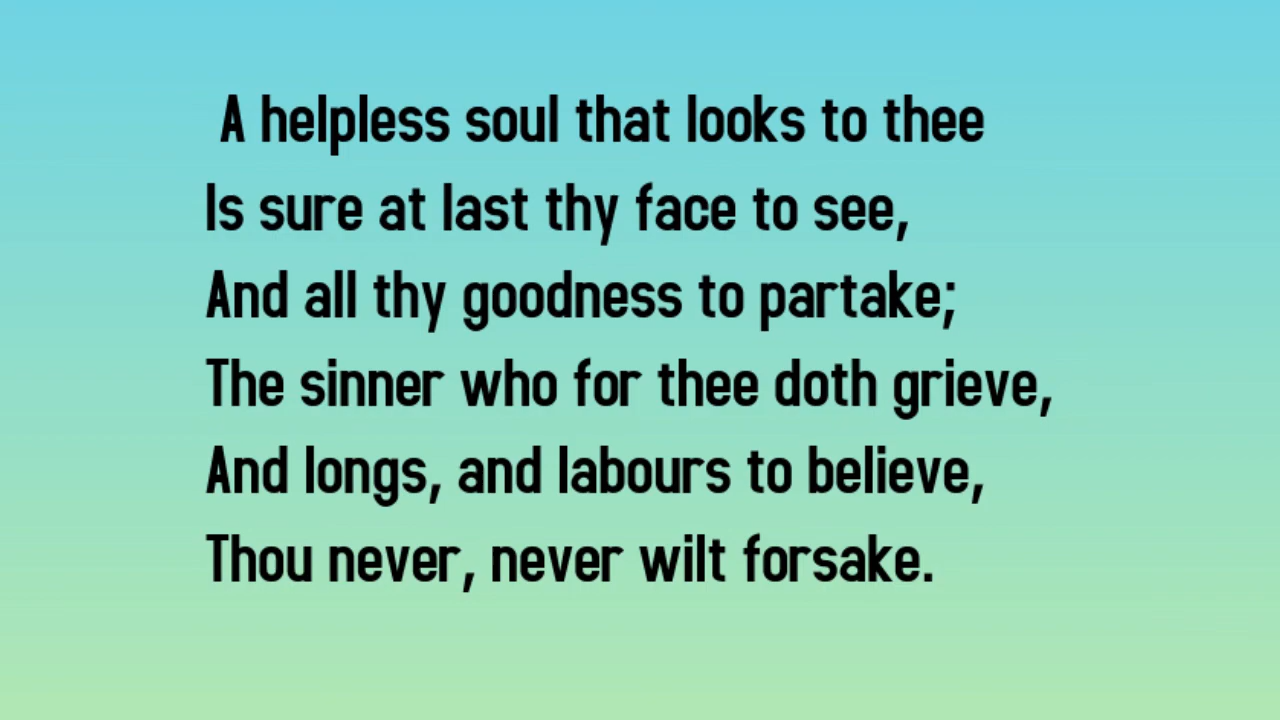 A helpless soul that looks to thee
Is sure at last thy face to see,
And all thy goodness to partake;
The sinner who for thee doth grieve,
And longs, and labours to believe,
Thou never, never wilt forsake.